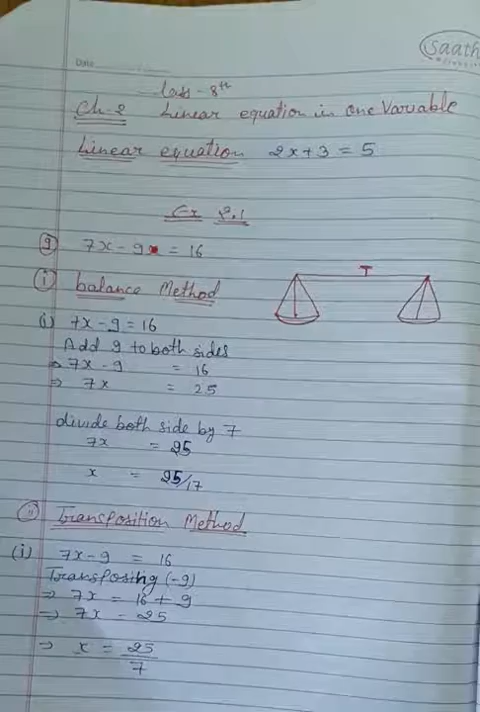 Saath
Date
Class - 8th
Ch-2 Linear equation in one Variable
Linear equation 2x+3 = 5
Ex 2.1
9 7x - 9 = 16
(i) balance Method
T
(i) 7x - 9 = 16
Add 9 to both sides
⇒ 7x - 9 = 16
⇒ 7x = 25
divide both side by 7
7x = 25
x = 25/17
(ii) Transposition Method
(i) 7x - 9 = 16
Transposing (-9)
⇒ 7x = 16 + 9
⇒ 7x = 25
⇒ x = 25/7